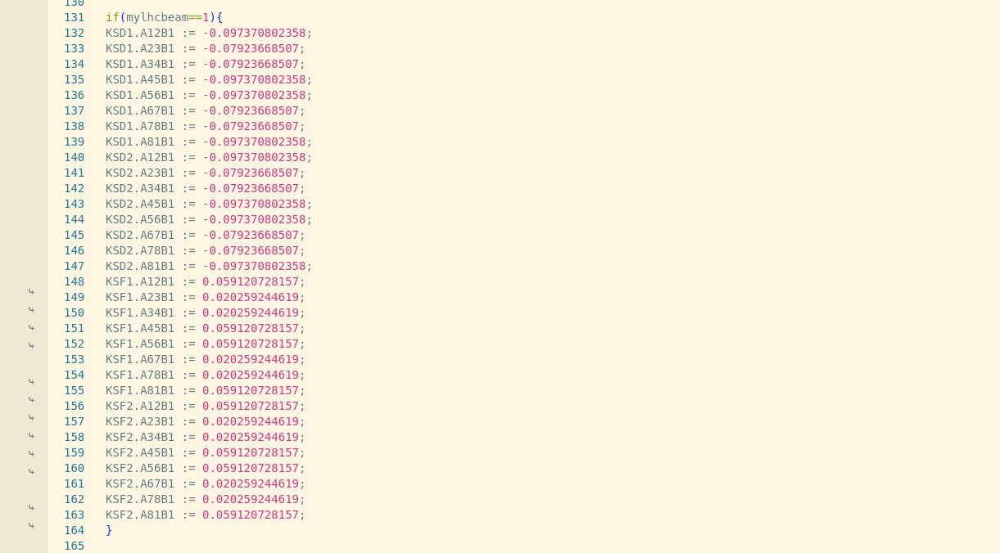 130
131 if(mylhcbeam==1){
132 KSD1.A12B1 := -0.097370802358;
133 KSD1.A23B1 := -0.07923668507;
134 KSD1.A34B1 := -0.07923668507;
135 KSD1.A45B1 := -0.097370802358;
136 KSD1.A56B1 := -0.097370802358;
137 KSD1.A67B1 := -0.07923668507;
138 KSD1.A78B1 := -0.07923668507;
139 KSD1.A81B1 := -0.097370802358;
140 KSD2.A12B1 := -0.097370802358;
141 KSD2.A23B1 := -0.07923668507;
142 KSD2.A34B1 := -0.07923668507;
143 KSD2.A45B1 := -0.097370802358;
144 KSD2.A56B1 := -0.097370802358;
145 KSD2.A67B1 := -0.07923668507;
146 KSD2.A78B1 := -0.07923668507;
147 KSD2.A81B1 := -0.097370802358;
148 KSF1.A12B1 := 0.059120728157;
149 KSF1.A23B1 := 0.020259244619;
150 KSF1.A34B1 := 0.020259244619;
151 KSF1.A45B1 := 0.059120728157;
152 KSF1.A56B1 := 0.059120728157;
153 KSF1.A67B1 := 0.020259244619;
154 KSF1.A78B1 := 0.020259244619;
155 KSF1.A81B1 := 0.059120728157;
156 KSF2.A12B1 := 0.059120728157;
157 KSF2.A23B1 := 0.020259244619;
158 KSF2.A34B1 := 0.020259244619;
159 KSF2.A45B1 := 0.059120728157;
160 KSF2.A56B1 := 0.059120728157;
161 KSF2.A67B1 := 0.020259244619;
162 KSF2.A78B1 := 0.020259244619;
163 KSF2.A81B1 := 0.059120728157;
164 }
165